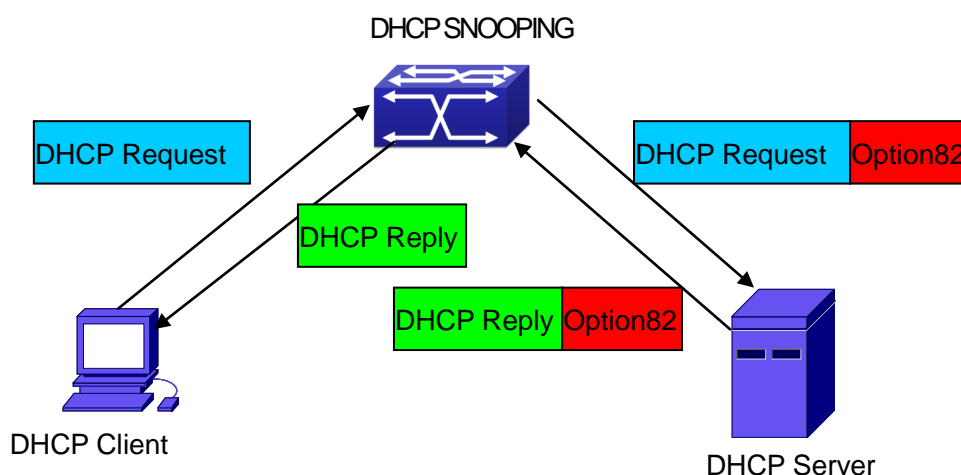 DHCP SNOOPING
DHCP Request
DHCP Request Option82
DHCP Reply
DHCP Reply Option82
DHCP Client
DHCP Server